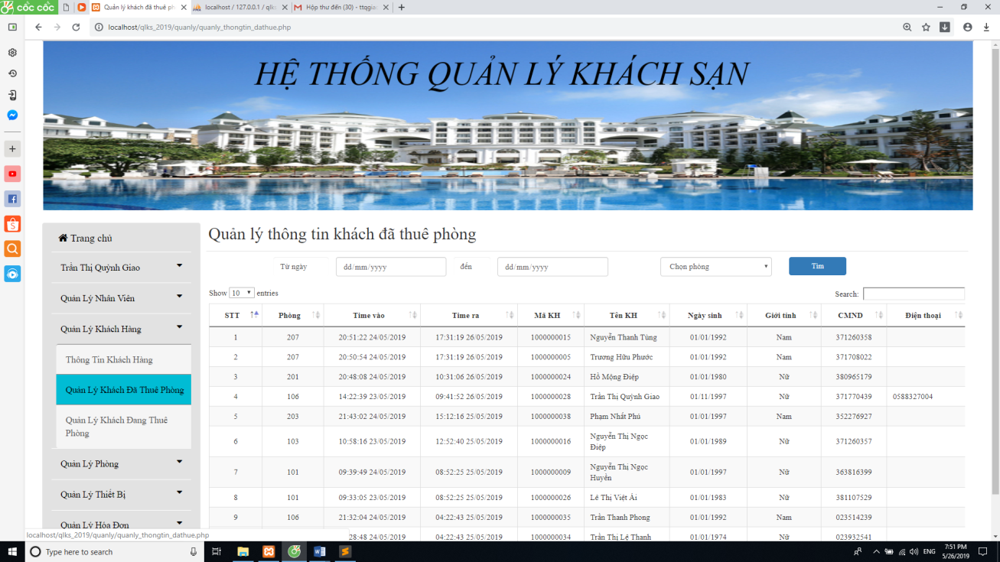 cốc cốc
Quản lý khách đã thuê ph
localhost / 127.0.0.1 / qlks
Hộp thư đến (30) - ttqgiao
localhost/qlks_2019/quanly/quanly_thongtin_dathue.php
HỆ THỐNG QUẢN LÝ KHÁCH SẠN
Trang chủ
Trần Thị Quỳnh Giao
Quản Lý Nhân Viên
Quản Lý Khách Hàng
Thông Tin Khách Hàng
Quản Lý Khách Đã Thuê Phòng
Quản Lý Khách Đang Thuê
Phòng
Quản Lý Phòng
Quản Lý Thiết Bị
Quản Lý Hóa Đơn
Quản lý thông tin khách đã thuê phòng
Từ ngày dd/mm/yyyy đến dd/mm/yyyy Chọn phòng Tìm
Show 10 entries Search:
STT Phòng Time vào Time ra Mã KH Tên KH Ngày sinh Giới tính CMND Điện thoại
1 207 20:51:22 24/05/2019 17:31:19 26/05/2019 1000000015 Nguyễn Thanh Tùng 01/01/1992 Nam 371260358
2 207 20:50:54 24/05/2019 17:31:19 26/05/2019 1000000005 Trương Hữu Phước 01/01/1992 Nam 371708022
3 201 20:48:08 24/05/2019 10:31:06 26/05/2019 1000000024 Hồ Mộng Điệp 01/01/1980 Nữ 380965179
4 106 14:22:39 23/05/2019 09:41:52 26/05/2019 1000000028 Trần Thị Quỳnh Giao 01/11/1997 Nữ 371770439 0588327004
5 203 21:43:02 24/05/2019 15:12:16 25/05/2019 1000000038 Phạm Nhất Phú 01/01/1997 Nam 352276927
6 103 10:58:16 23/05/2019 12:52:40 25/05/2019 1000000016 Nguyễn Thị Ngọc Điệp 01/01/1989 Nữ 371260357
7 101 09:39:49 24/05/2019 08:52:25 25/05/2019 1000000009 Nguyễn Thị Ngọc Huyền 01/01/1997 Nữ 363816399
8 101 09:33:05 23/05/2019 08:52:25 25/05/2019 1000000026 Lê Thị Việt Ái 01/01/1983 Nữ 381107529
9 106 21:32:04 24/05/2019 04:22:43 25/05/2019 1000000035 Trần Thanh Phong 01/01/1992 Nam 023514239
28:48 24/05/2019 04:22:43 25/05/2019 1000000034 Trần Thị Lệ Thanh 01/01/1974 Nữ 023932541
localhost/qlks_2019/quanly/quanly_thongtin_dathue.php
Type here to search
ENG
7:51 PM
5/26/2019